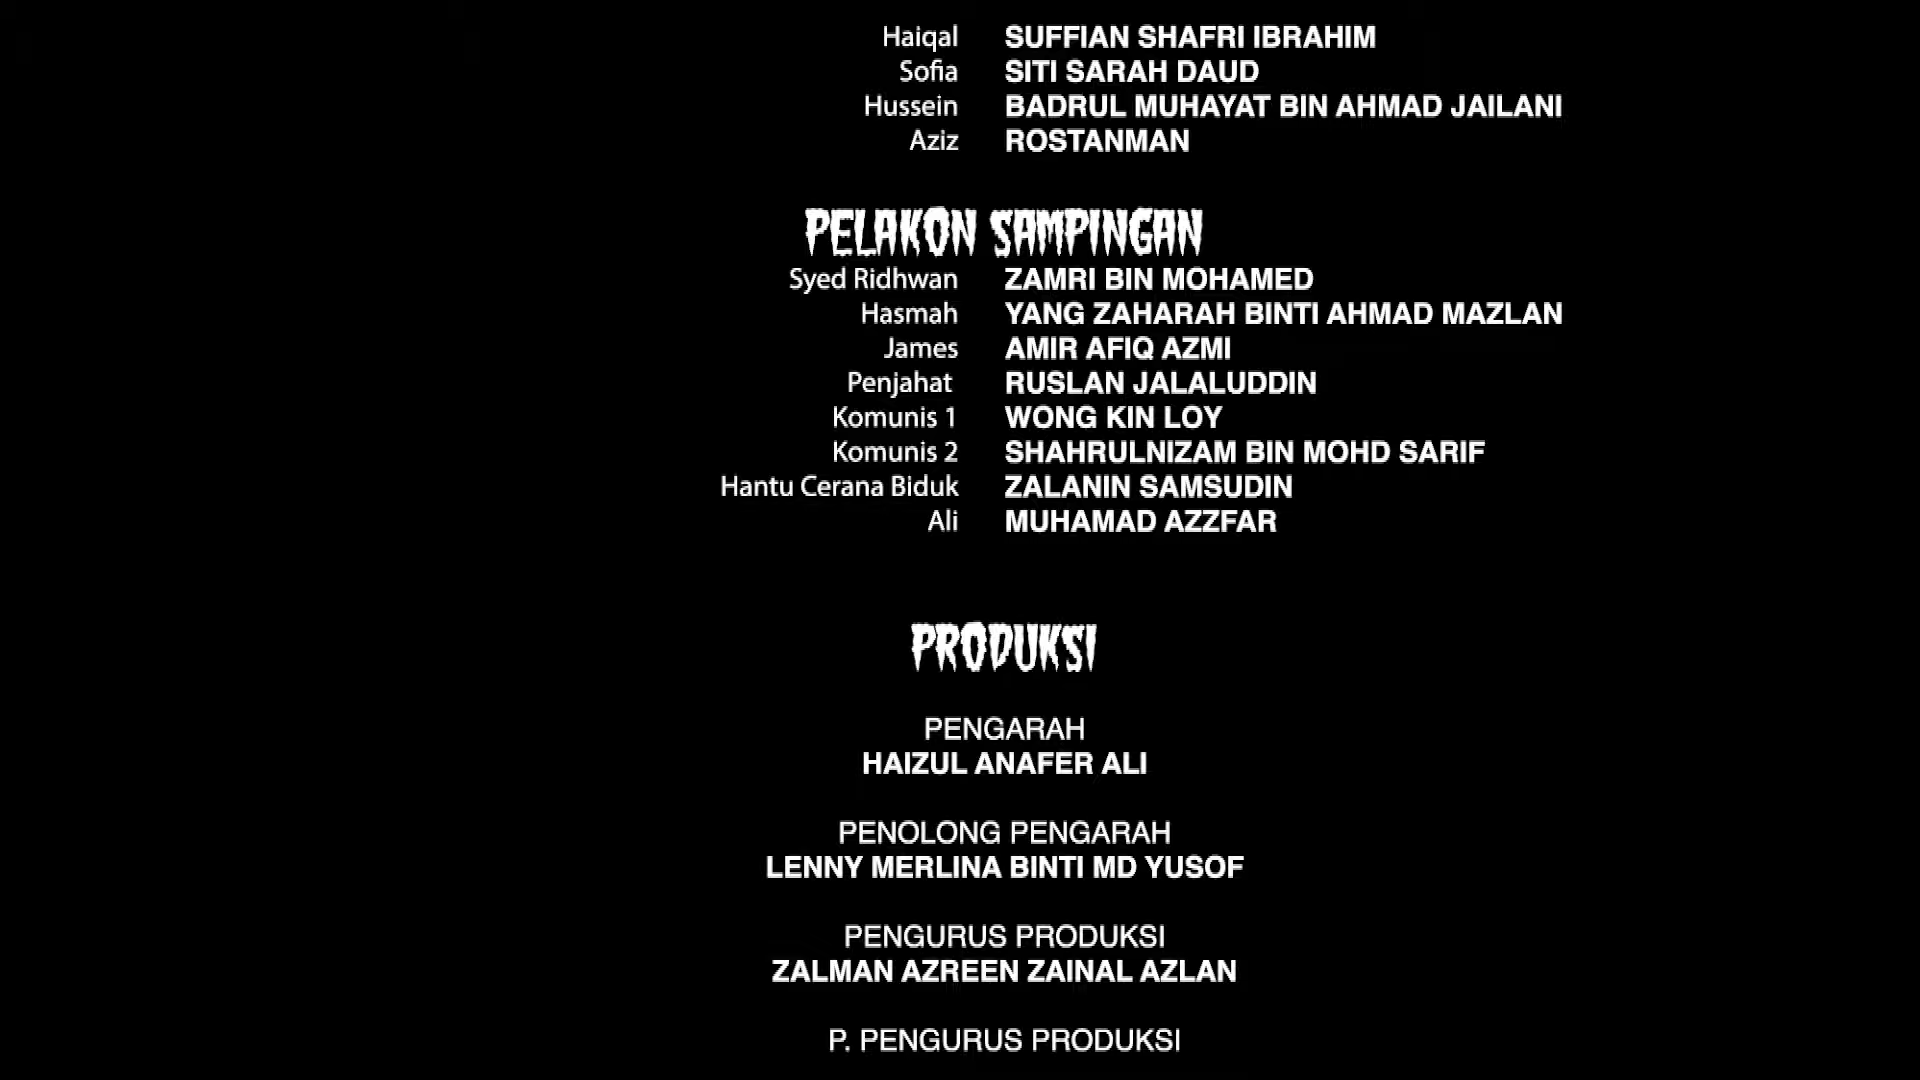 Haiqal SUFFIAN SHAFRI IBRAHIM
Sofia SITI SARAH DAUD
Hussein BADRUL MUHAYAT BIN AHMAD JAILANI
Aziz ROSTANMAN
PELAKON SAMPINGAN
Syed Ridhwan ZAMRI BIN MOHAMED
Hasmah YANG ZAHARAH BINTI AHMAD MAZLAN
James AMIR AFIQ AZMI
Penjahat RUSLAN JALALUDDIN
Komunis 1 WONG KIN LOY
Komunis 2 SHAHRULNIZAM BIN MOHD SARIF
Hantu Cerana Biduk ZALANIN SAMSUDIN
Ali MUHAMAD AZZFAR
PRODUKSI
PENGARAH
HAIZUL ANAFER ALI
PENOLONG PENGARAH
LENNY MERLINA BINTI MD YUSOF
PENGURUS PRODUKSI
ZALMAN AZREEN ZAINAL AZLAN
P. PENGURUS PRODUKSI